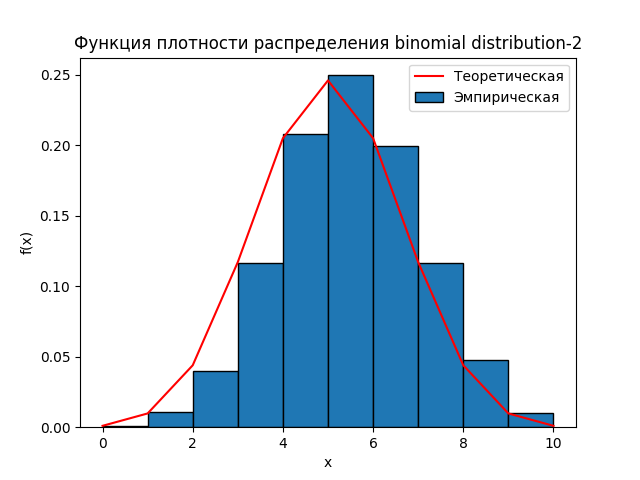 Функция плотности распределения binomial distribution-2
Теоретическая
Эмпирическая
f(x)
0.25
0.20
0.15
0.10
0.05
0.00
0 2 4 6 8 10
x